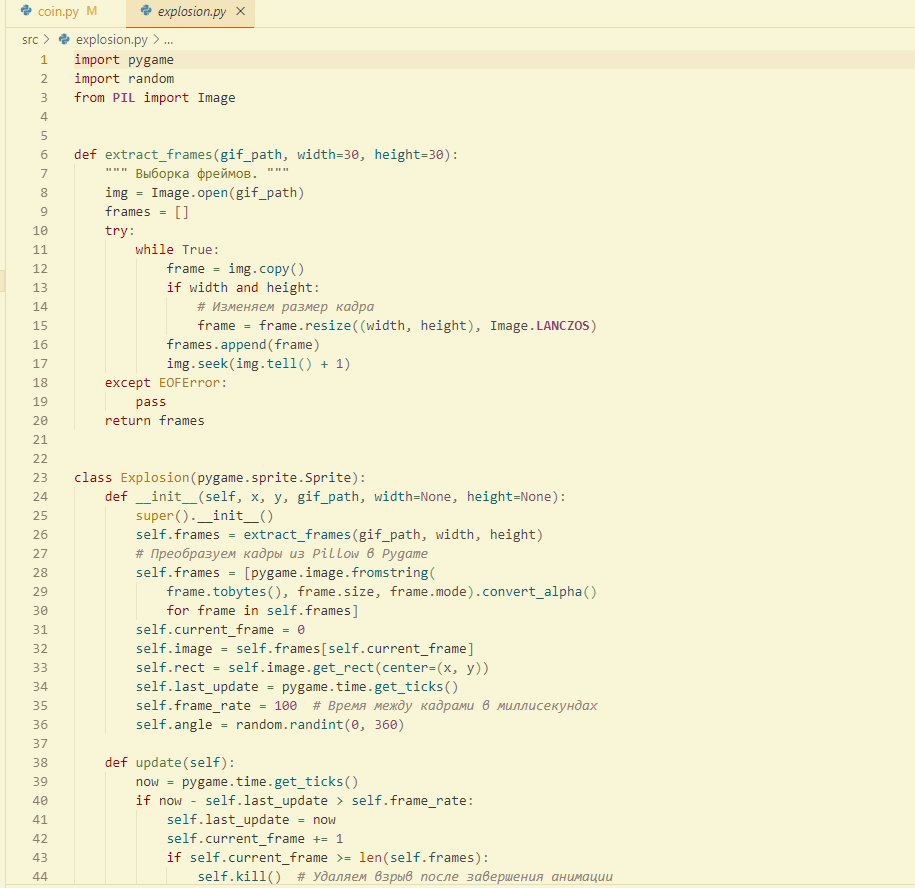 coin.py M explosion.py ×
src > explosion.py > ...
1 import pygame
2 import random
3 from PIL import Image
4
5
6 def extract_frames(gif_path, width=30, height=30):
7     """ Выборка фреймов. """
8     img = Image.open(gif_path)
9     frames = []
10     try:
11         while True:
12             frame = img.copy()
13             if width and height:
14                 # Изменяем размер кадра
15                 frame = frame.resize((width, height), Image.LANCZOS)
16             frames.append(frame)
17             img.seek(img.tell() + 1)
18     except EOFError:
19         pass
20     return frames
21
22
23 class Explosion(pygame.sprite.Sprite):
24     def __init__(self, x, y, gif_path, width=None, height=None):
25         super().__init__()
26         self.frames = extract_frames(gif_path, width, height)
27         # Преобразуем кадры из Pillow в Pygame
28         self.frames = [pygame.image.fromstring(
29             frame.tobytes(), frame.size, frame.mode).convert_alpha()
30             for frame in self.frames]
31         self.current_frame = 0
32         self.image = self.frames[self.current_frame]
33         self.rect = self.image.get_rect(center=(x, y))
34         self.last_update = pygame.time.get_ticks()
35         self.frame_rate = 100  # Время между кадрами в миллисекундах
36         self.angle = random.randint(0, 360)
37
38     def update(self):
39         now = pygame.time.get_ticks()
40         if now - self.last_update > self.frame_rate:
41             self.last_update = now
42             self.current_frame += 1
43             if self.current_frame >= len(self.frames):
44                 self.kill()  # Удаляем взрыв после завершения анимации